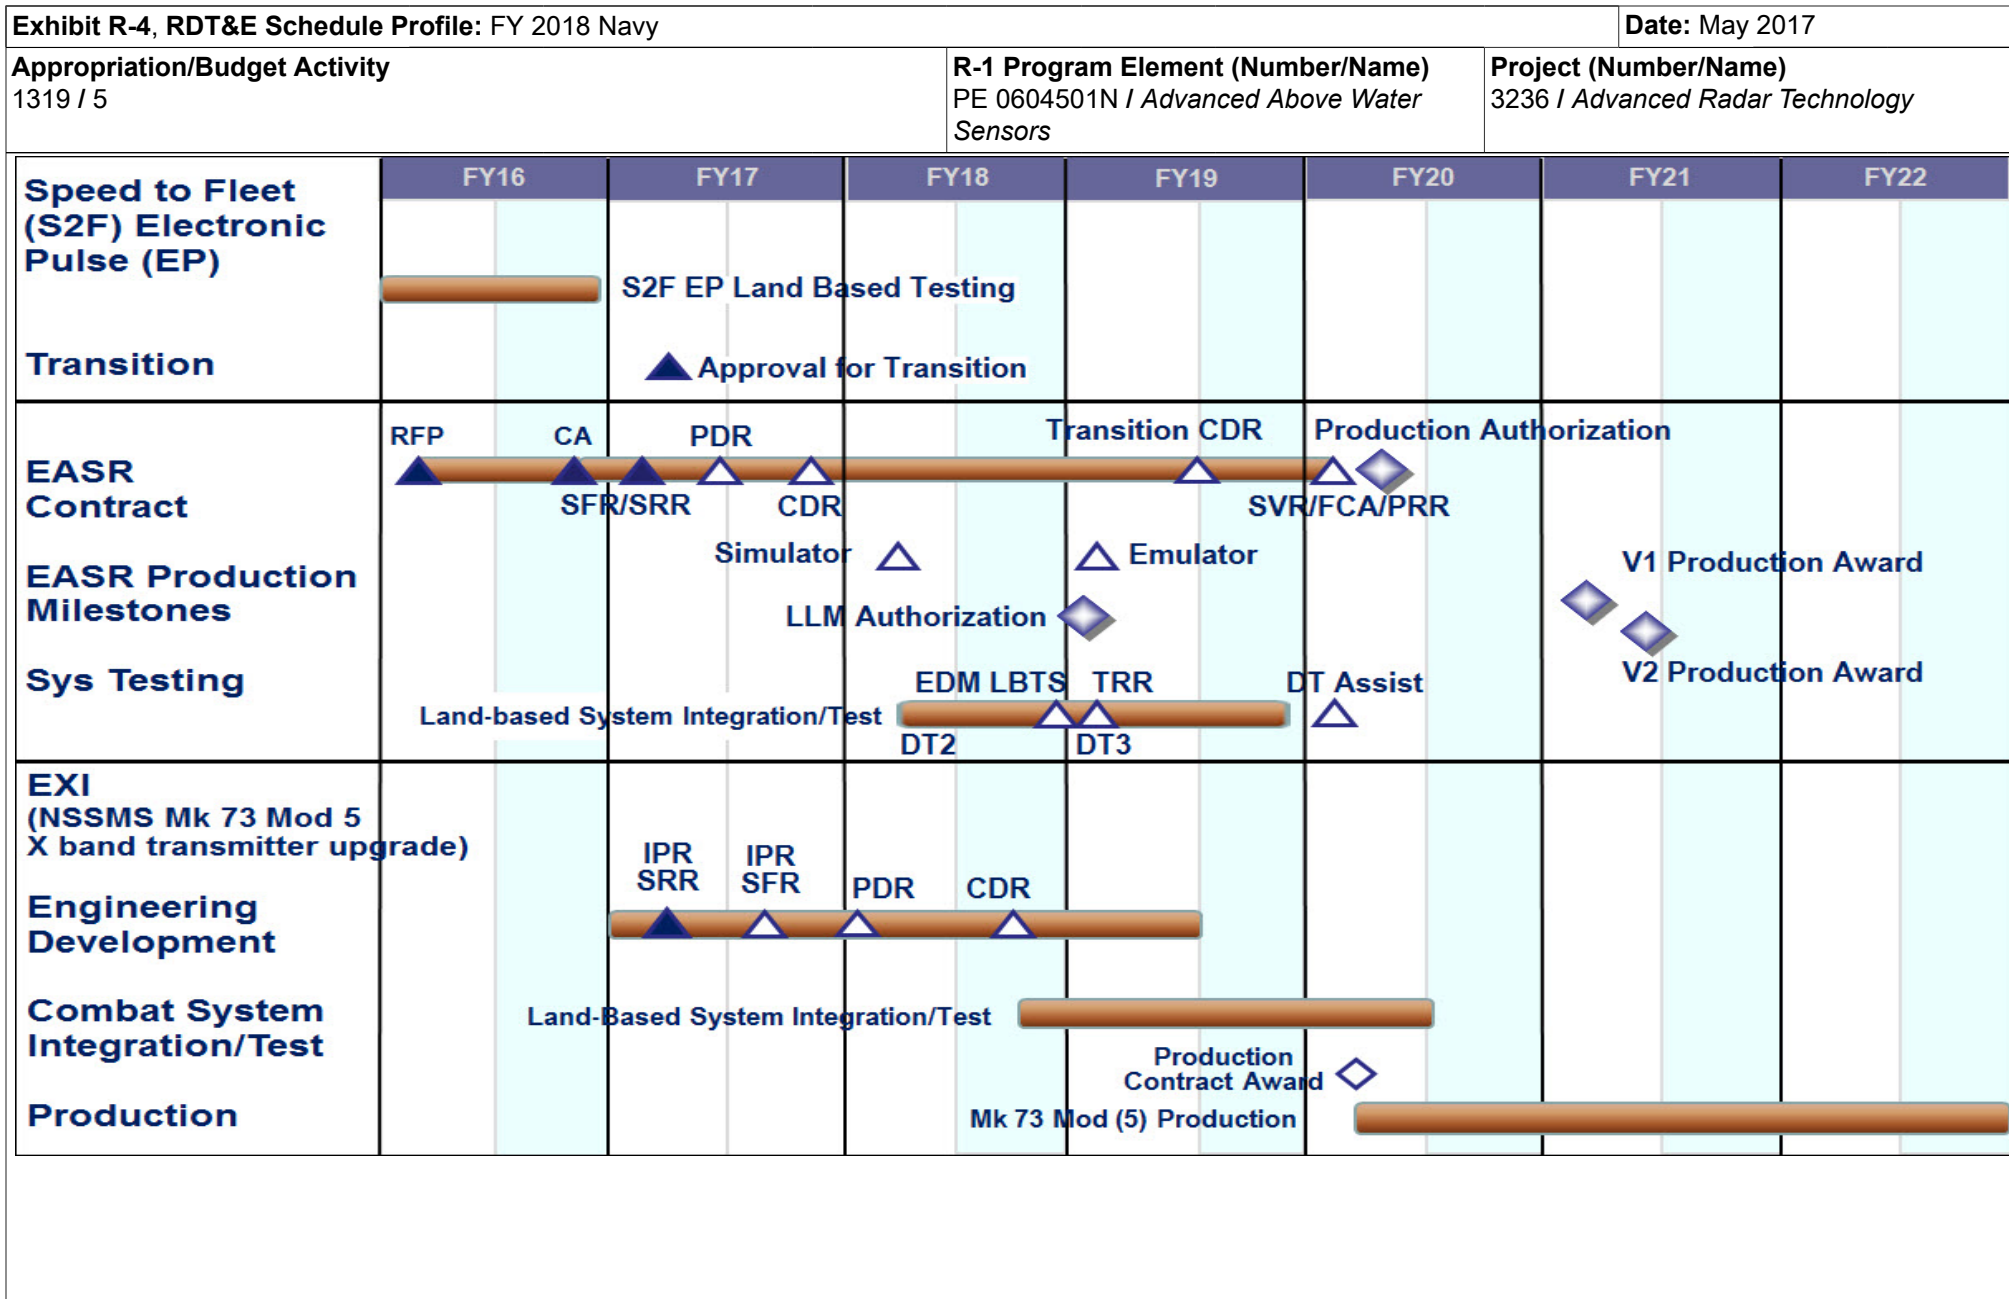 Exhibit R-4, RDT&E Schedule Profile: FY 2018 Navy
Date: May 2017
Appropriation/Budget Activity
1319 / 5
R-1 Program Element (Number/Name)
PE 0604501N / Advanced Above Water
Sensors
Project (Number/Name)
3236 / Advanced Radar Technology
FY16 FY17 FY18 FY19 FY20 FY21 FY22
Speed to Fleet
(S2F) Electronic
Pulse (EP)
S2F EP Land Based Testing
Transition
Approval for Transition
RFP CA PDR Transition CDR Production Authorization
EASR
Contract
SFR/SRR CDR SVR/FCA/PRR
Simulator Emulator
EASR Production
Milestones
V1 Production Award
LLM Authorization
V2 Production Award
Sys Testing
EDM LBTS TRR DT Assist
Land-based System Integration/Test
DT2 DT3
EXI
(NSSMS Mk 73 Mod 5
X band transmitter upgrade)
IPR
SRR
IPR
SFR
PDR CDR
Engineering
Development
Combat System
Integration/Test
Land-Based System Integration/Test
Production
Contract Award
Production
Mk 73 Mod (5) Production